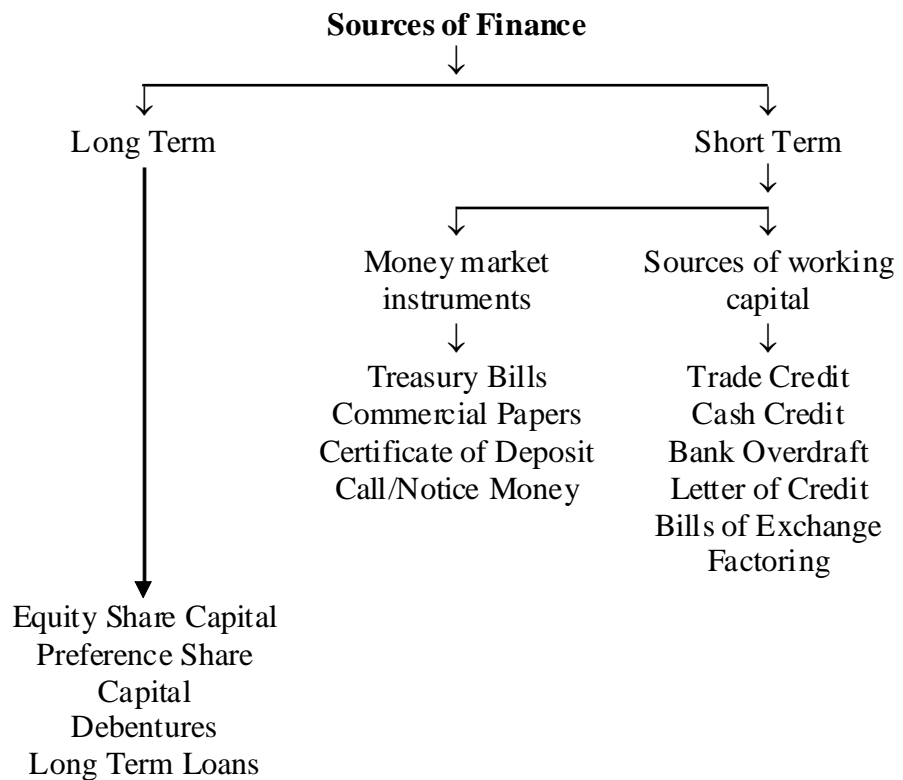 Sources of Finance
Long Term
Short Term
Money market
instruments
Sources of working
capital
Treasury Bills
Commercial Papers
Certificate of Deposit
Call/Notice Money
Trade Credit
Cash Credit
Bank Overdraft
Letter of Credit
Bills of Exchange
Factoring
Equity Share Capital
Preference Share
Capital
Debentures
Long Term Loans